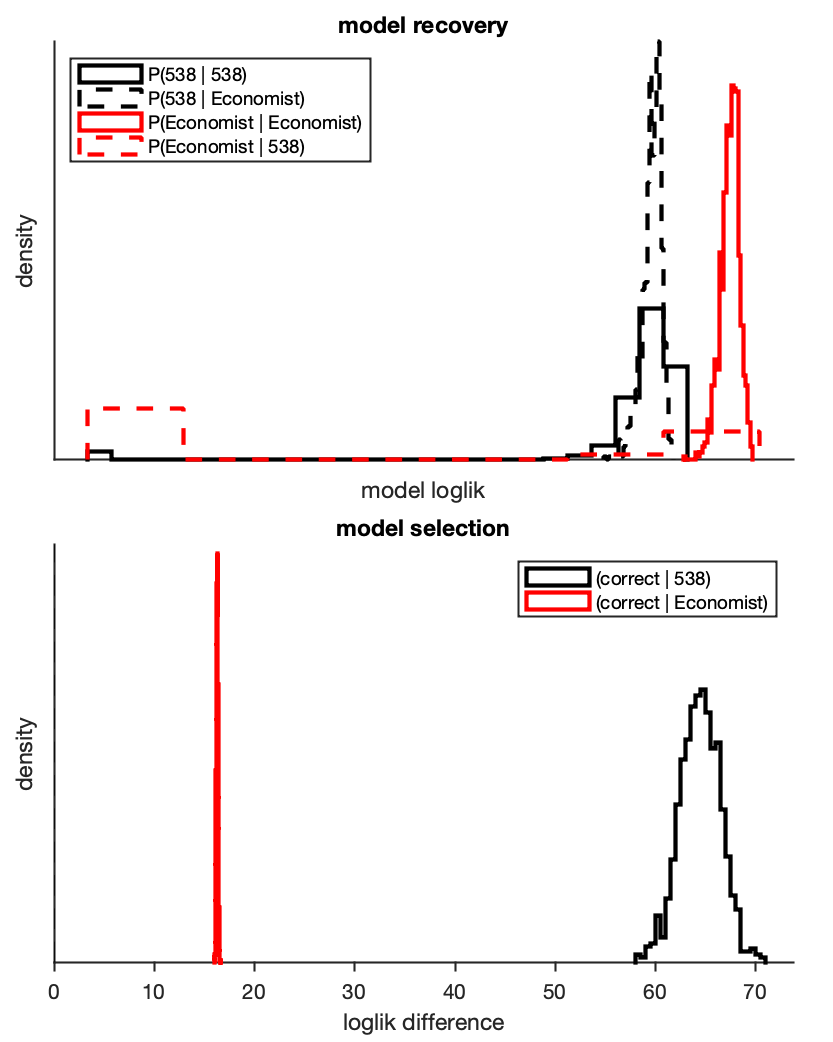 model recovery
P(538 | 538)
P(538 | Economist)
P(Economist | Economist)
P(Economist | 538)
density
model loglik
model selection
(correct | 538)
(correct | Economist)
density
0 10 20 30 40 50 60 70
loglik difference